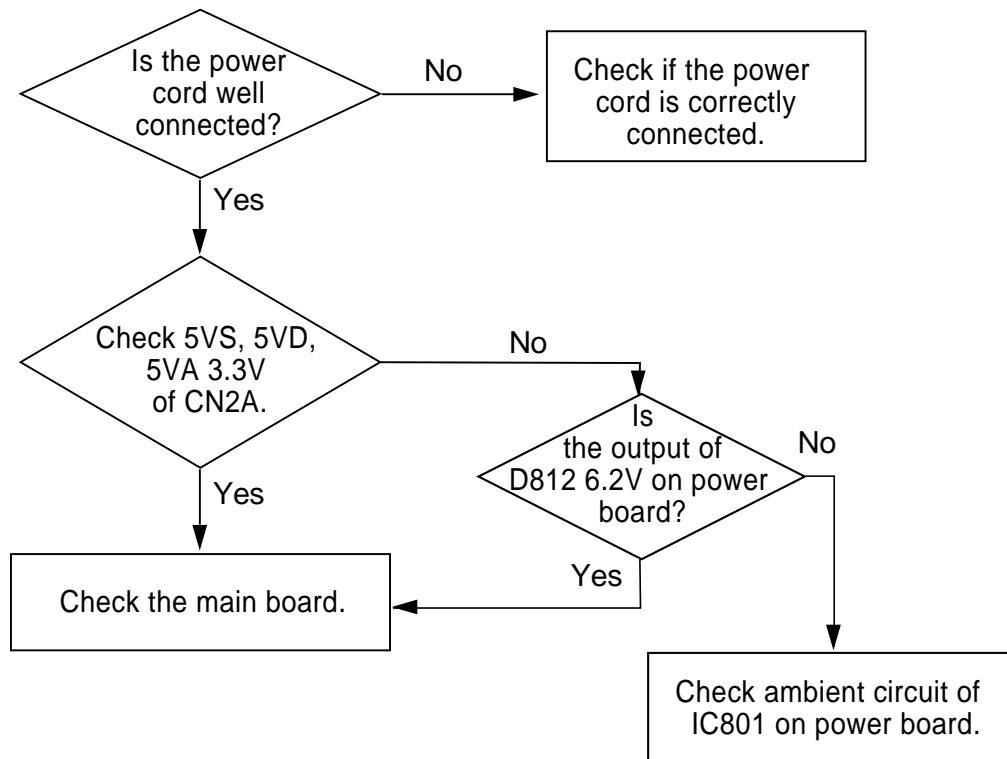 Is the power
cord well
connected?
No
Check if the power
cord is correctly
connected.
Yes
Check 5VS, 5VD,
5VA 3.3V
of CN2A.
No
Is
the output of
D812 6.2V on power
board?
No
Yes
Yes
Check the main board.
Check ambient circuit of
IC801 on power board.